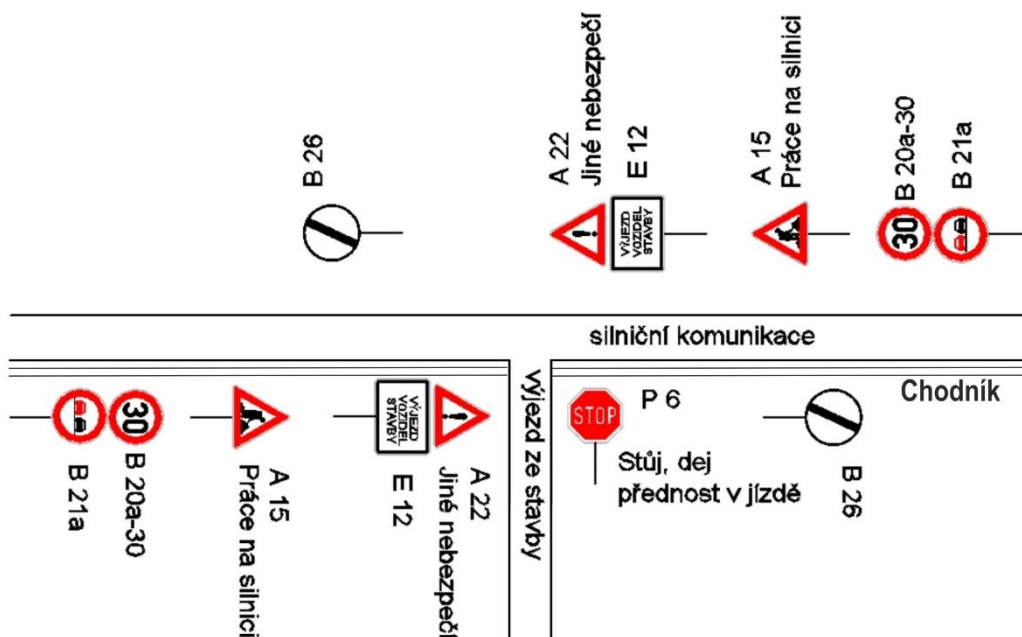 B 26
A 22
Jiné nebezpečí
E 12
A 15
Práce na silnici
B 20a-30
B 21a
VÝJEZD
VOZIDEL
STAVBY
30
silniční komunikace
Chodník
výjezd ze stavby
30
VÝJEZD
VOZIDEL
STAVBY
STOP
P 6
Stůj, dej
přednost v jízdě
B 21a
B 20a-30
A 15
Práce na silnici
E 12
A 22
Jiné nebezpečí
B 26